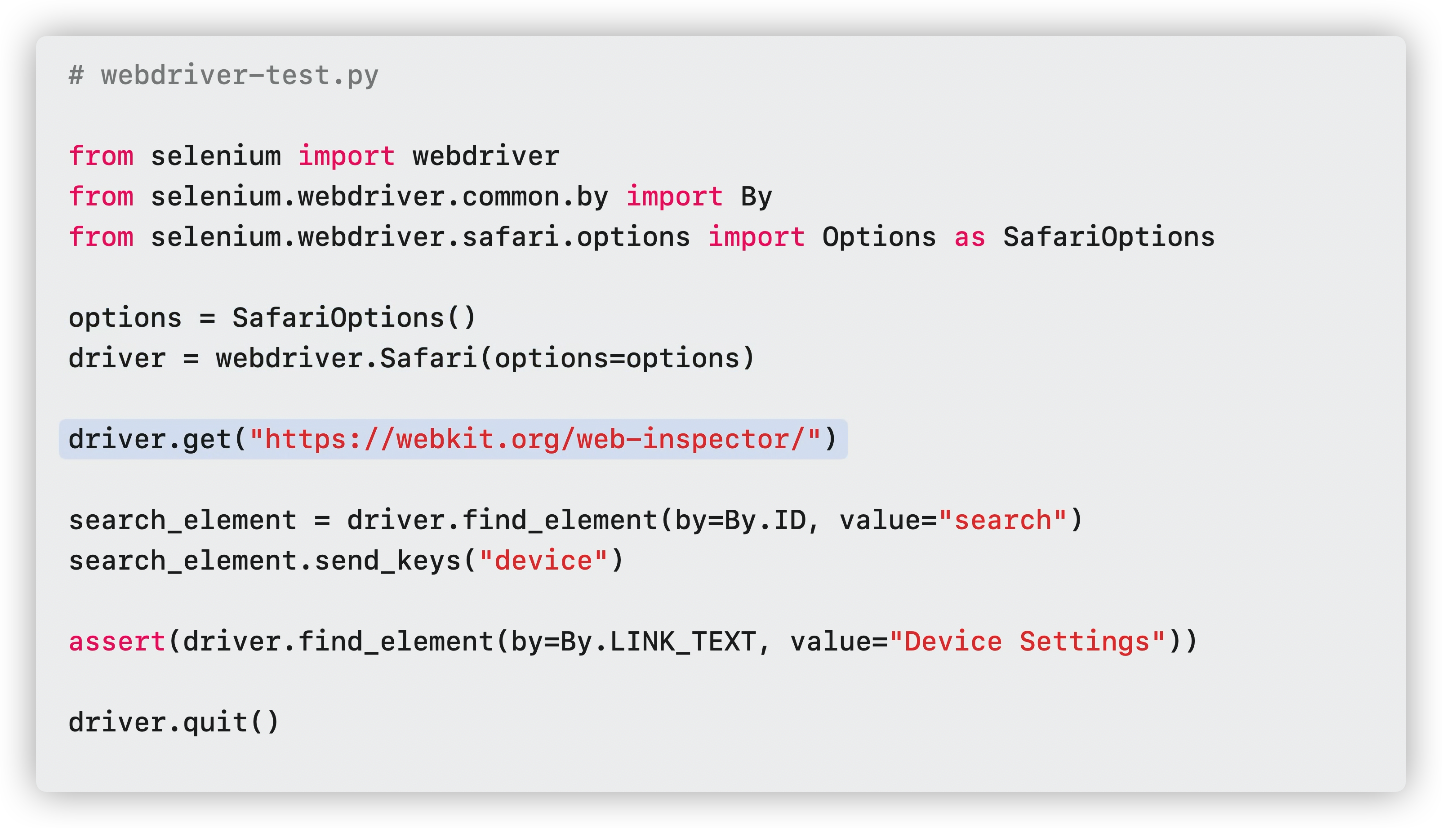 # webdriver-test.py
from selenium import webdriver
from selenium.webdriver.common.by import By
from selenium.webdriver.safari.options import Options as SafariOptions
options = SafariOptions()
driver = webdriver.Safari(options=options)
driver.get("https://webkit.org/web-inspector/")
search_element = driver.find_element(by=By.ID, value="search")
search_element.send_keys("device")
assert(driver.find_element(by=By.LINK_TEXT, value="Device Settings"))
driver.quit()